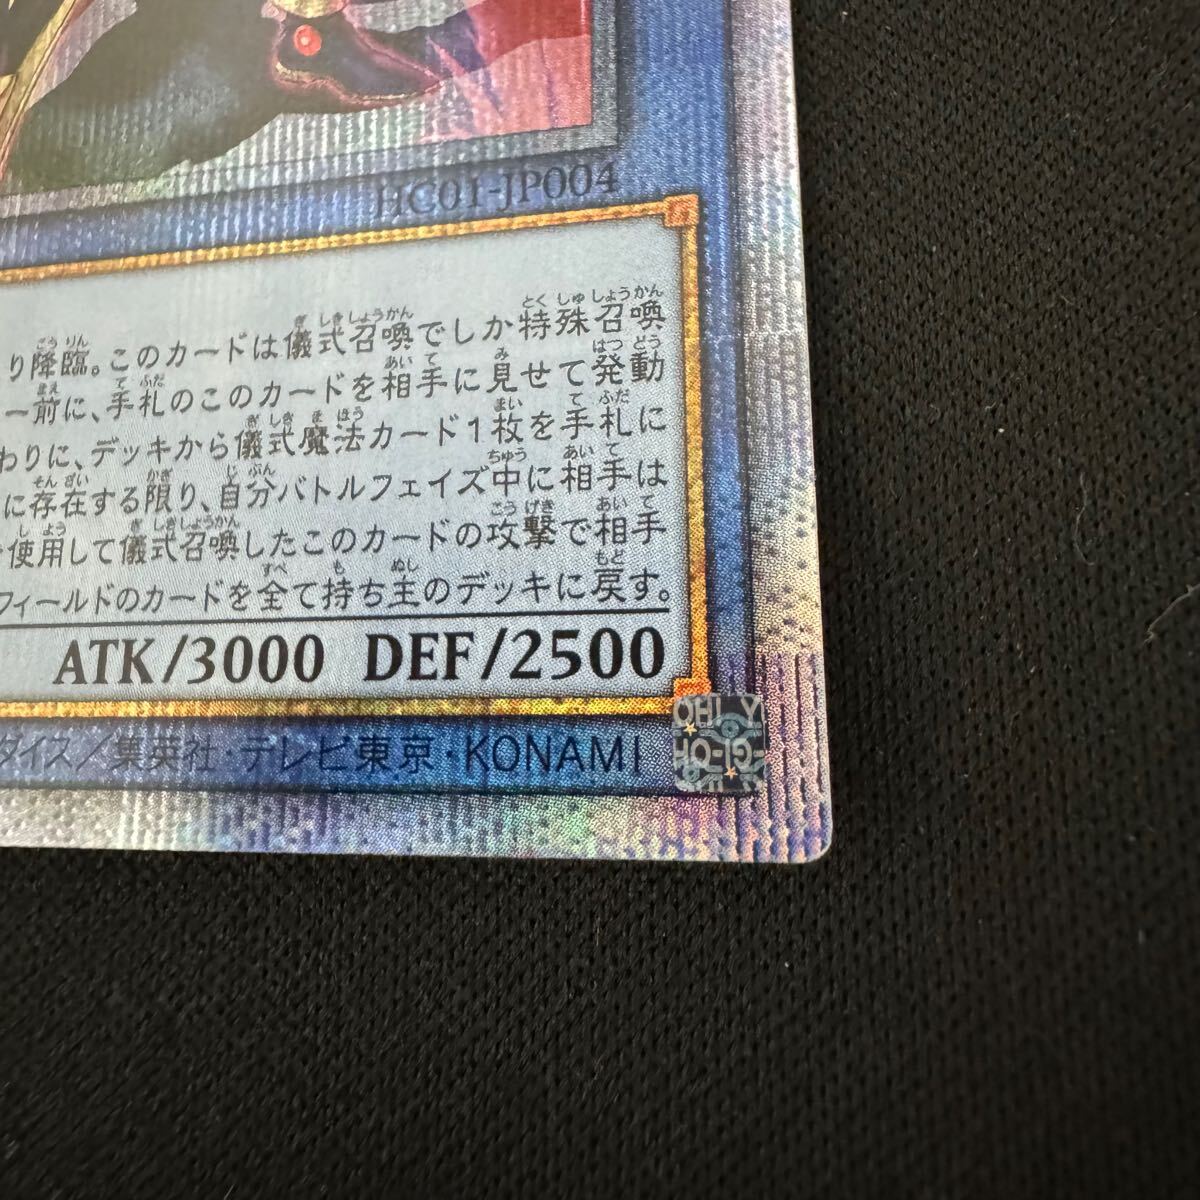 HC01-JP004
り降臨。このカードは儀式召喚でしか特殊召喚
ー前に、手札のこのカードを相手に見せて発動
わりに、デッキから儀式魔法カード1枚を手札に
に存在する限り、自分バトルフェイズ中に相手は
使用して儀式召喚したこのカードの攻撃で相手
フィールドのカードを全て持ち主のデッキに戻す。
ATK/3000 DEF/2500
ダイス/集英社・テレビ東京・KONAMI
OH! Y
-GI-OH